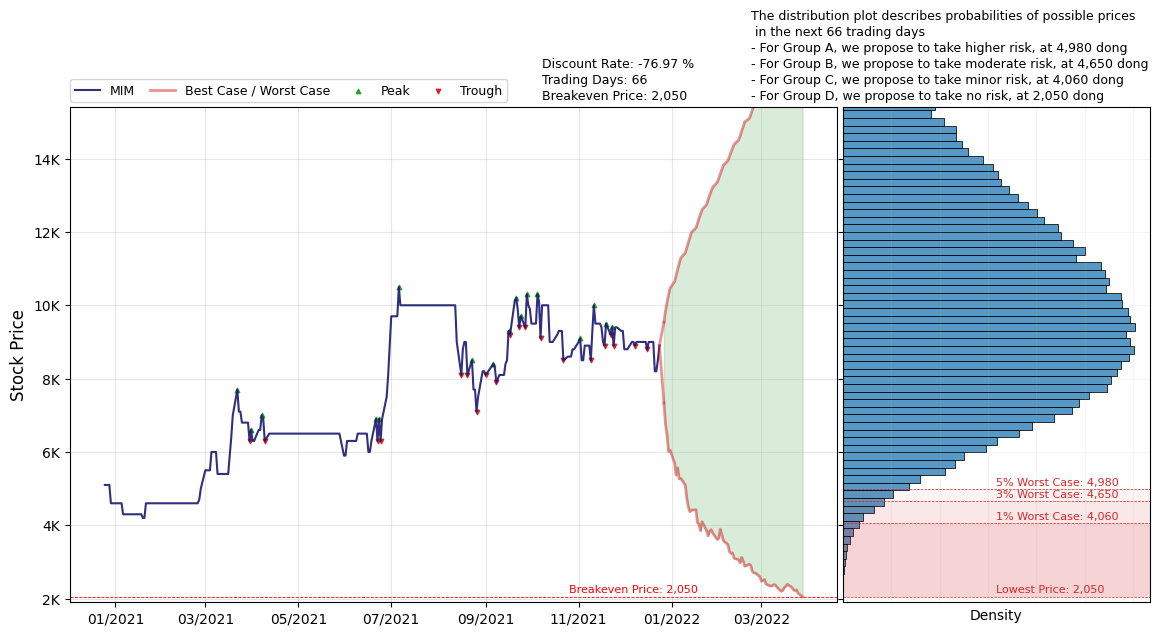 The distribution plot describes probabilities of possible prices
in the next 66 trading days
- For Group A, we propose to take higher risk, at 4,980 dong
- For Group B, we propose to take moderate risk, at 4,650 dong
- For Group C, we propose to take minor risk, at 4,060 dong
- For Group D, we propose to take no risk, at 2,050 dong
Discount Rate: -76.97 %
Trading Days: 66
Breakeven Price: 2,050
MIM
Best Case / Worst Case
Peak
Trough
Stock Price
14K
12K
10K
8K
6K
4K
2K
Breakeven Price: 2,050
01/2021
03/2021
05/2021
07/2021
09/2021
11/2021
01/2022
03/2022
5% Worst Case: 4,980
3% Worst Case: 4,650
1% Worst Case: 4,060
Lowest Price: 2,050
Density